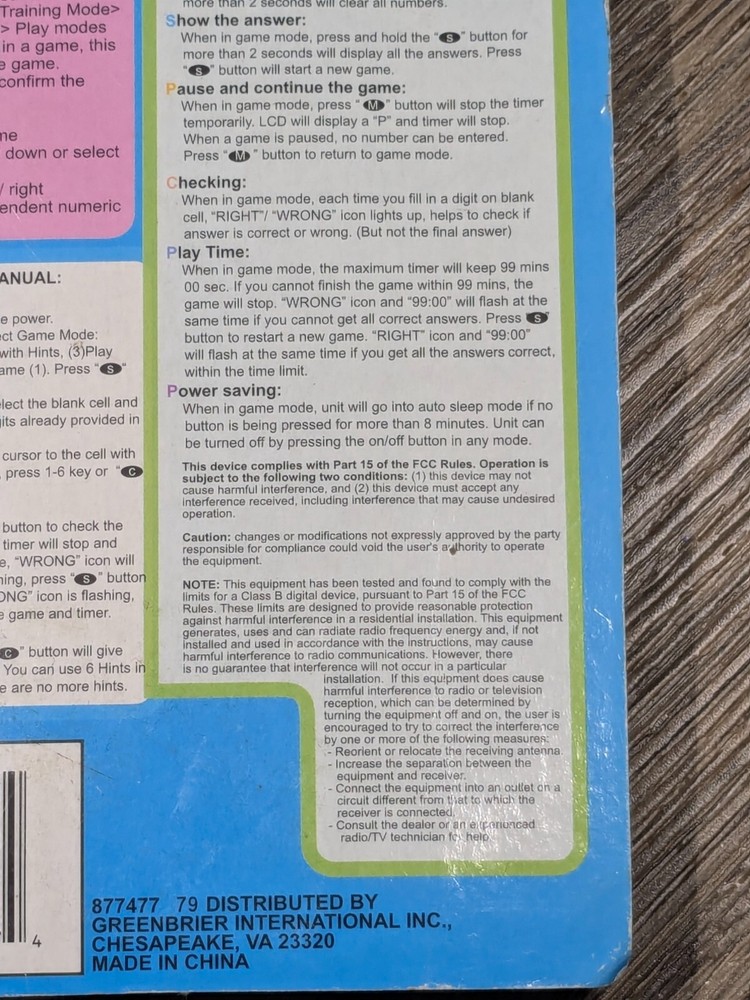 Training Mode>
> Play modes
in a game, this
e game.
confirm the
me
down or select
/ right
endent numeric
ANUAL:
e power.
ect Game Mode:
with Hints, (3)Play
ame (1). Press "S"
lect the blank cell and
its already provided in
cursor to the cell with
, press 1-6 key or "C
button to check the
timer will stop and
e, "WRONG" icon will
ning, press "S" button
ONG" icon is flashing,
e game and timer.
C" button will give
You can use 6 Hints in
e are no more hints.
more than 2 seconds will clear all numbers.
Show the answer:
When in game mode, press and hold the "S" button for
more than 2 seconds will display all the answers. Press
"S" button will start a new game.
Pause and continue the game:
When in game mode, press "M" button will stop the timer
temporarily. LCD will display a "P" and timer will stop.
When a game is paused, no number can be entered.
Press "M" button to return to game mode.
Checking:
When in game mode, each time you fill in a digit on blank
cell, "RIGHT"/ "WRONG" icon lights up, helps to check if
answer is correct or wrong. (But not the final answer)
Play Time:
When in game mode, the maximum timer will keep 99 mins
00 sec. If you cannot finish the game within 99 mins, the
game will stop. "WRONG" icon and "99:00" will flash at the
same time if you cannot get all correct answers. Press "S"
button to restart a new game. "RIGHT" icon and "99:00"
will flash at the same time if you get all the answers correct,
within the time limit.
Power saving:
When in game mode, unit will go into auto sleep mode if no
button is being pressed for more than 8 minutes. Unit can
be turned off by pressing the on/off button in any mode.
This device complies with Part 15 of the FCC Rules. Operation is
subject to the following two conditions: (1) this device may not
cause harmful interference, and (2) this device must accept any
interference received, including interference that may cause undesired
operation.
Caution: changes or modifications not expressly approved by the party
responsible for compliance could void the user's authority to operate
the equipment.
NOTE: This equipment has been tested and found to comply with the
limits for a Class B digital device, pursuant to Part 15 of the FCC
Rules. These limits are designed to provide reasonable protection
against harmful interference in a residential installation. This equipment
generates, uses and can radiate radio frequency energy and, if not
installed and used in accordance with the instructions, may cause
harmful interference to radio communications. However, there
is no guarantee that interference will not occur in a particular
installation. If this equipment does cause
harmful interference to radio or television
reception, which can be determined by
turning the equipment off and on, the user is
encouraged to try to correct the interference
by one or more of the following measures:
- Reorient or relocate the receiving antenna.
- Increase the separation between the
equipment and receiver.
- Connect the equipment into an outlet on a
circuit different from that to which the
receiver is connected.
- Consult the dealer or an experienced
radio/TV technician for help.
4
877477 79 DISTRIBUTED BY
GREENBRIER INTERNATIONAL INC.,
CHESAPEAKE, VA 23320
MADE IN CHINA